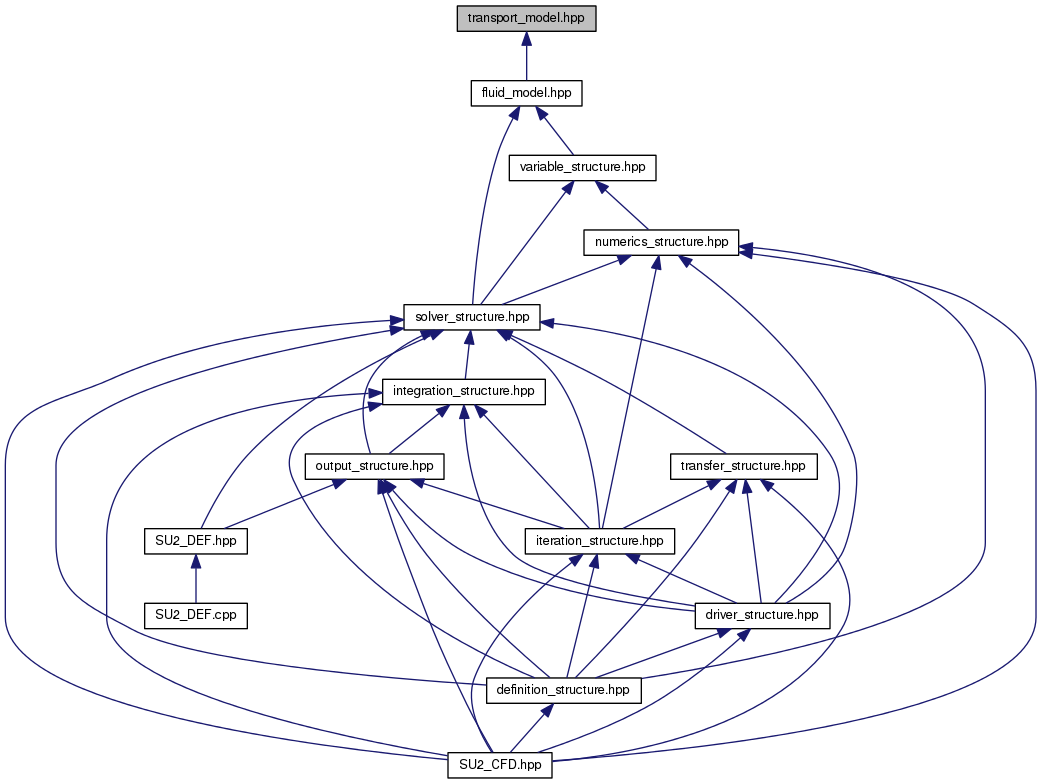 transport_model.hpp
fluid_model.hpp
variable_structure.hpp
numerics_structure.hpp
solver_structure.hpp
integration_structure.hpp
output_structure.hpp
transfer_structure.hpp
SU2_DEF.hpp
iteration_structure.hpp
SU2_DEF.cpp
driver_structure.hpp
definition_structure.hpp
SU2_CFD.hpp